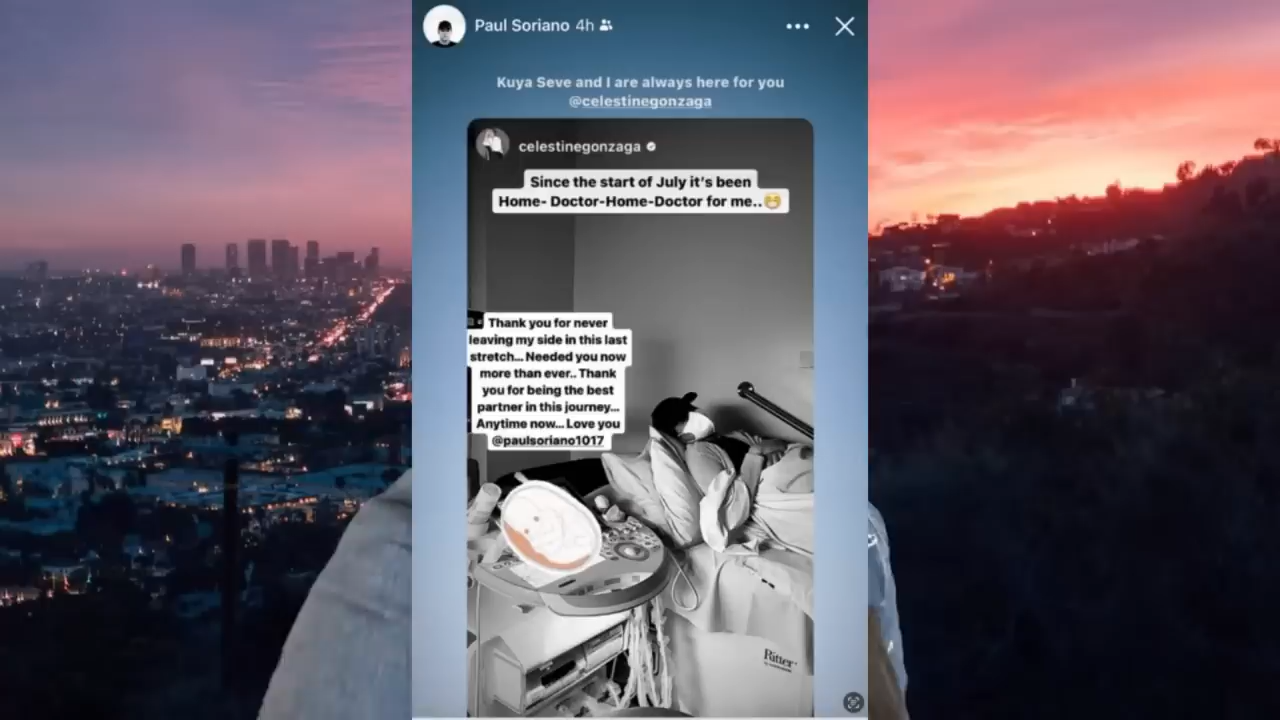 Paul Soriano 4h
Kuya Seve and I are always here for you
@celestinegonzaga
celestinegonzaga
Since the start of July it's been
Home- Doctor-Home-Doctor for me..😁
Thank you for never
leaving my side in this last
stretch... Needed you now
more than ever.. Thank
you for being the best
partner in this journey...
Anytime now... Love you
@paulsoriano1017
Ritter